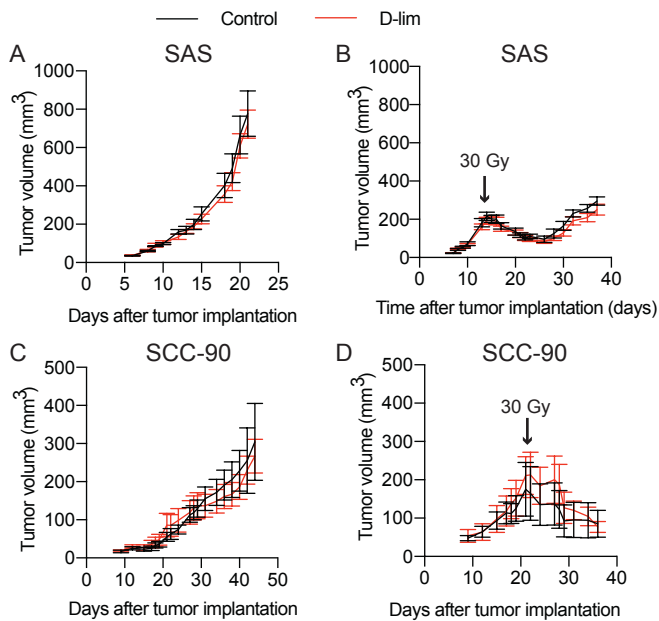 Control D-lim
A SAS
Tumor volume (mm³)
1000
800
600
400
200
0
0 5 10 15 20 25
Days after tumor implantation
B SAS
Tumor volume (mm³)
1000
800
600
400
200
0
30 Gy
0 10 20 30 40
Time after tumor implantation (days)
C SCC-90
Tumor volume (mm³)
500
400
300
200
100
0
0 10 20 30 40 50
Days after tumor implantation
D SCC-90
Tumor volume (mm³)
500
400
300
200
100
0
30 Gy
0 10 20 30 40
Days after tumor implantation